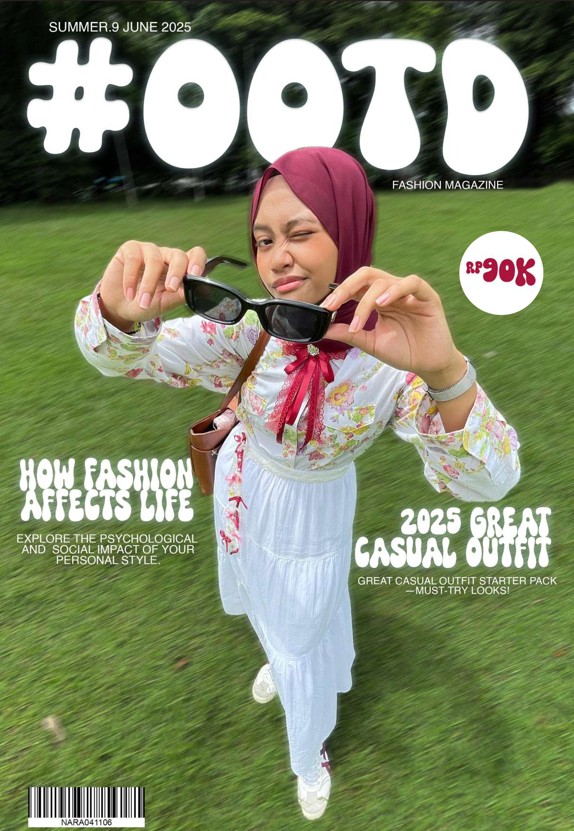 SUMMER.9 JUNE 2025
#OOTD
FASHION MAGAZINE
RP90K
HOW FASHION
AFFECTS LIFE
EXPLORE THE PSYCHOLOGICAL
AND SOCIAL IMPACT OF YOUR
PERSONAL STYLE.
2025 GREAT
CASUAL OUTFIT
GREAT CASUAL OUTFIT STARTER PACK
—MUST-TRY LOOKS!
NARA041106